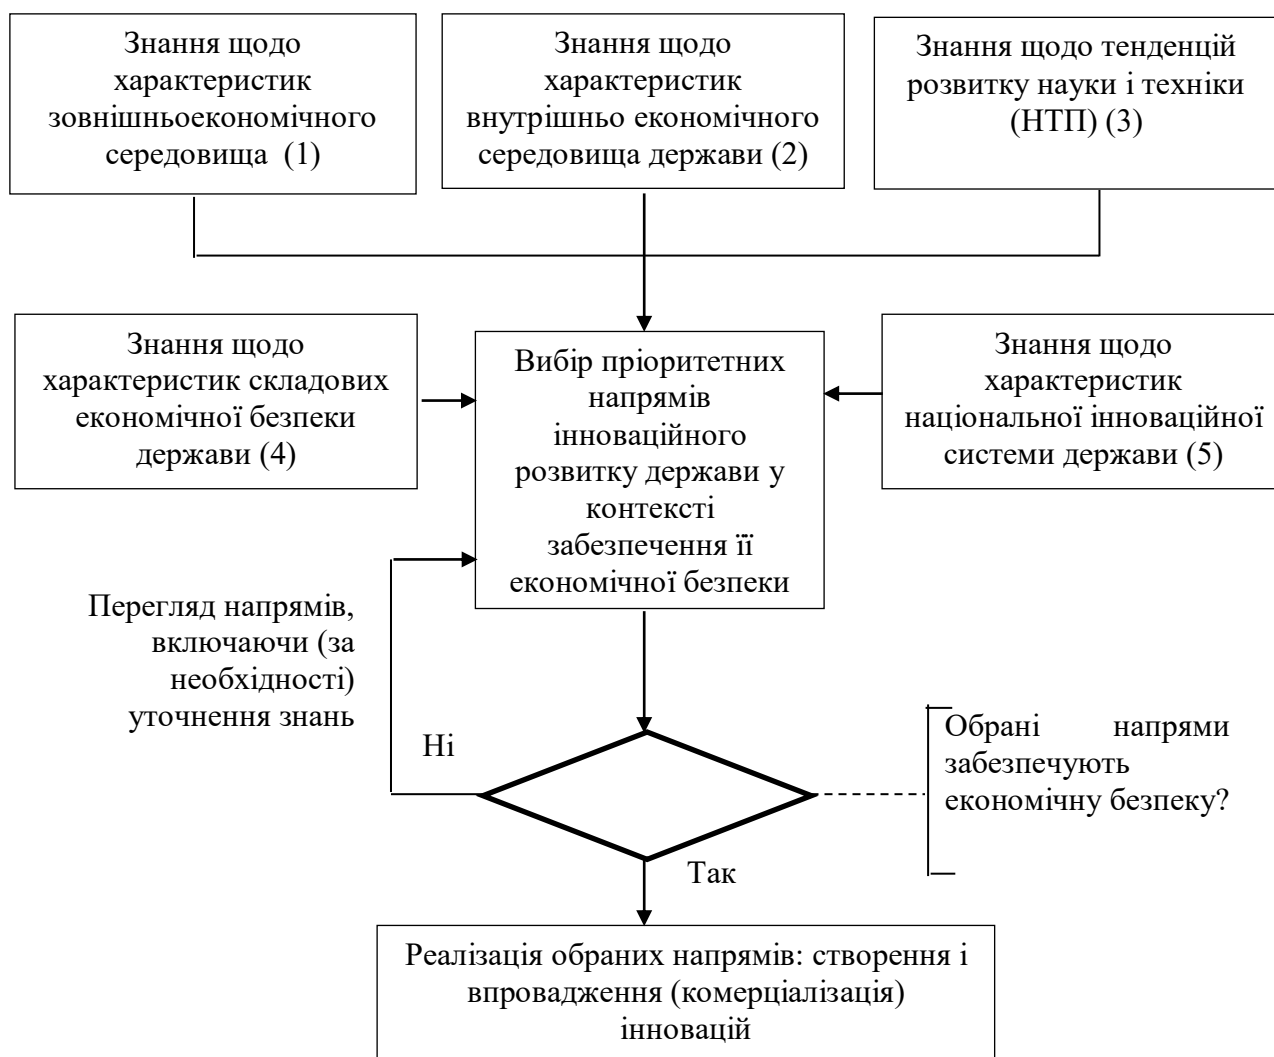 Знання щодо
характеристик
зовнішньоекономічного
середовища (1)
Знання щодо
характеристик
внутрішньо економічного
середовища держави (2)
Знання щодо тенденцій
розвитку науки і техніки
(НТП) (3)
Знання щодо
характеристик складових
економічної безпеки
держави (4)
Вибір пріоритетних
напрямів
інноваційного
розвитку держави у
контексті
забезпечення її
економічної безпеки
Знання щодо
характеристик
національної інноваційної
системи держави (5)
Перегляд напрямів,
включаючи (за
необхідності)
уточнення знань
Ні
Обрані напрями
забезпечують
економічну безпеку?
Так
Реалізація обраних напрямів: створення і
впровадження (комерціалізація)
інновацій